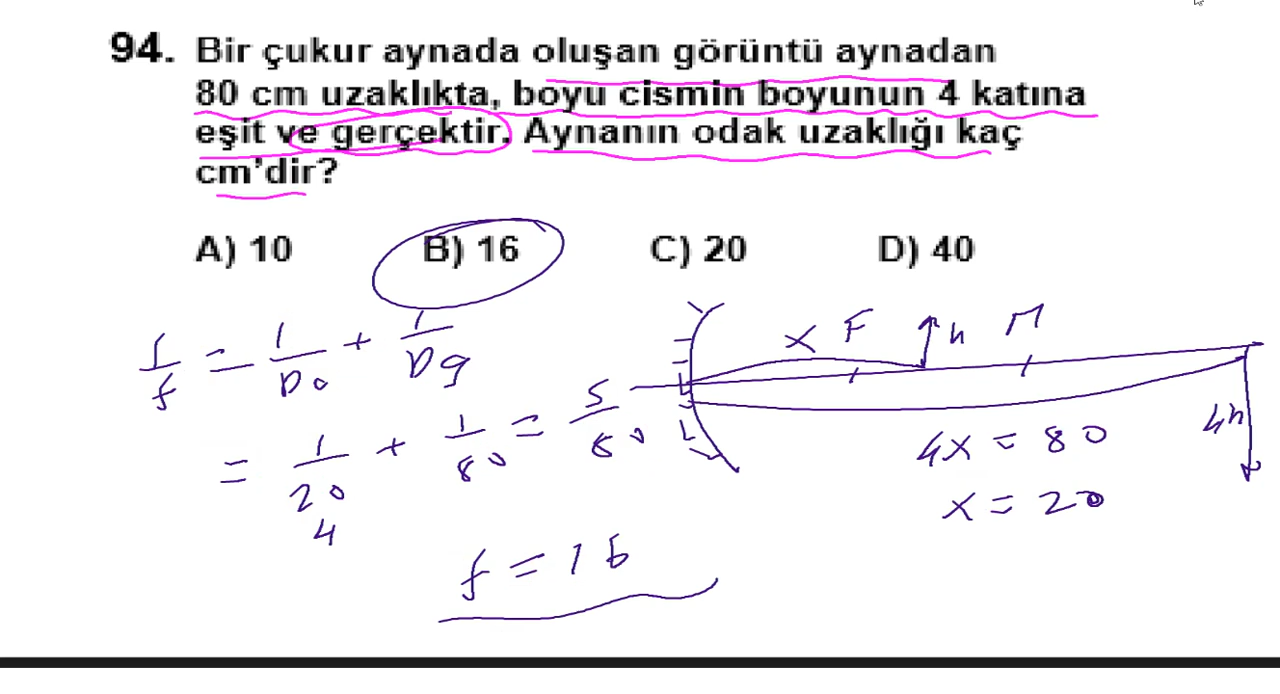 94. Bir çukur aynada oluşan görüntü aynadan
80 cm uzaklıkta, boyu cismin boyunun 4 katına
eşit ve gerçektir. Aynanın odak uzaklığı kaç
cm'dir?
A) 10 B) 16 C) 20 D) 40
1/f = 1/Do + 1/Dg
= 1/20 + 1/80 = 5/80
4
f = 16
x F h M
4h
4x = 80
x = 20